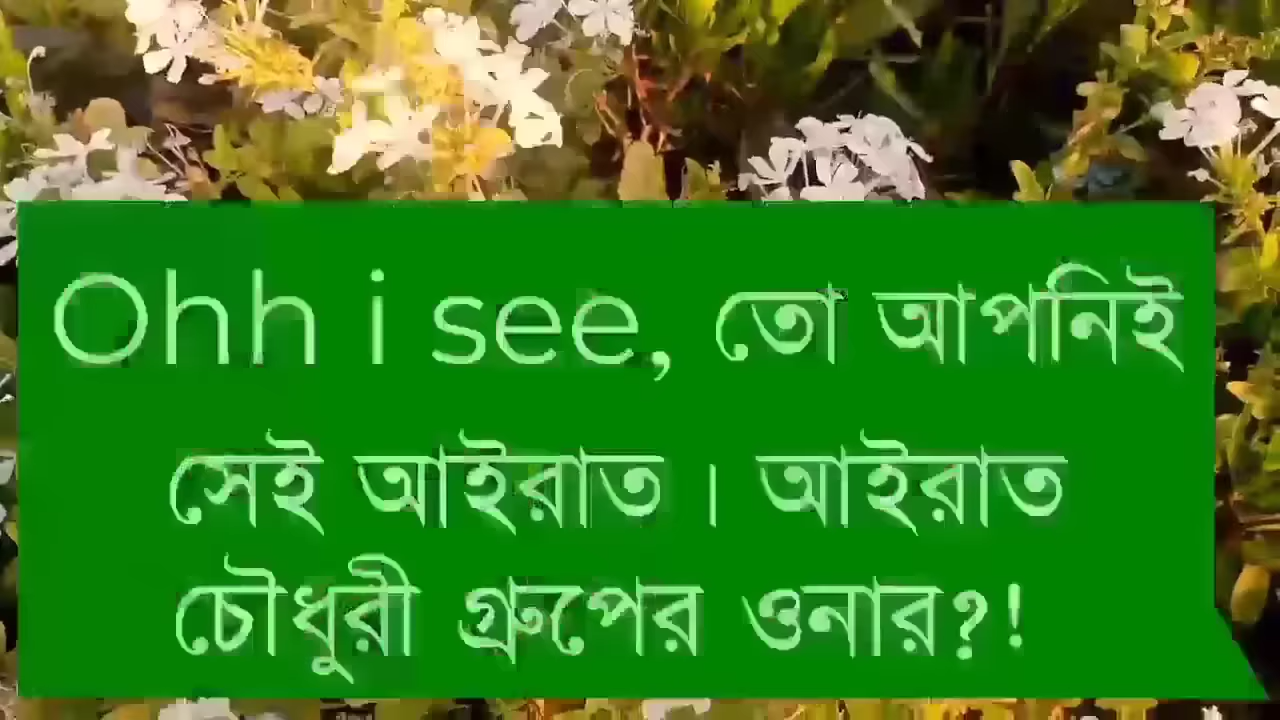 Ohh i see, তো আপনিই
সেই আইরাত । আইরাত
চৌধুরী গ্রুপের ওনার?!